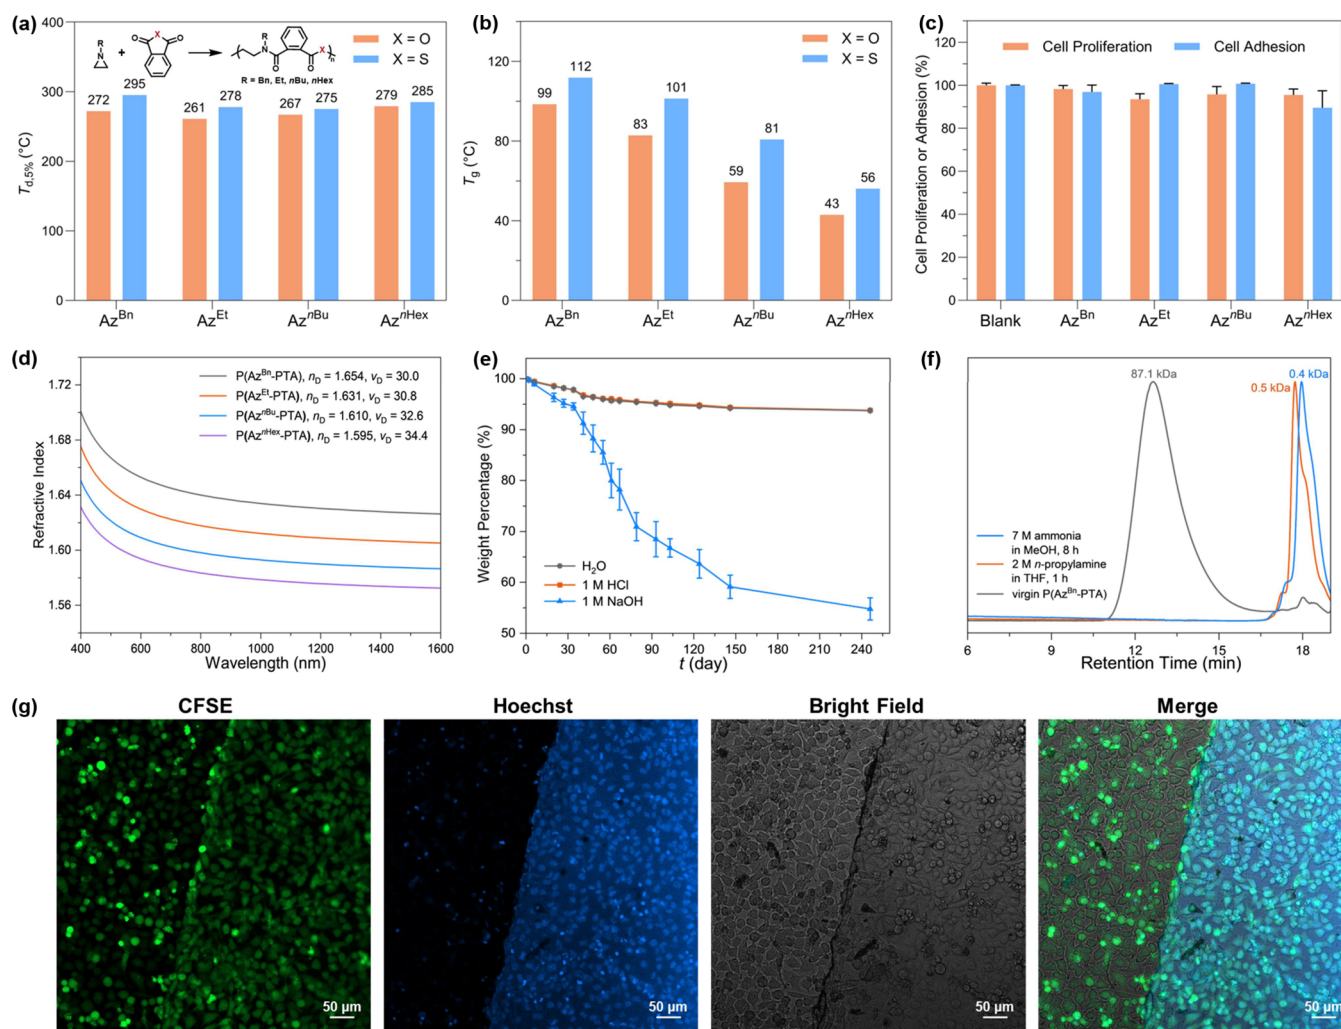 (a)
400
300
200
100
0
T_d,5% (°C)
R
N
+
O X O
R
N
O O
X
n
R = Bn, Et, nBu, nHex
X = O
X = S
272
295
261
278
267
275
279
285
Az^Bn
Az^Et
Az^nBu
Az^nHex
(b)
120
80
40
0
T_g (°C)
X = O
X = S
99
112
83
101
59
81
43
56
Az^Bn
Az^Et
Az^nBu
Az^nHex
(c)
120
100
80
60
40
20
0
Cell Proliferation or Adhesion (%)
Cell Proliferation
Cell Adhesion
Blank
Az^Bn
Az^Et
Az^nBu
Az^nHex
(d)
1.72
1.68
1.64
1.60
1.56
Refractive Index
P(Az^Bn-PTA), n_D = 1.654, v_D = 30.0
P(Az^Et-PTA), n_D = 1.631, v_D = 30.8
P(Az^nBu-PTA), n_D = 1.610, v_D = 32.6
P(Az^nHex-PTA), n_D = 1.595, v_D = 34.4
400 600 800 1000 1200 1400 1600
Wavelength (nm)
(e)
100
90
80
70
60
50
Weight Percentage (%)
H₂O
1 M HCl
1 M NaOH
0 30 60 90 120 150 180 210 240
t (day)
(f)
87.1 kDa
0.5 kDa
0.4 kDa
7 M ammonia
in MeOH, 8 h
2 M n-propylamine
in THF, 1 h
virgin P(Az^Bn-PTA)
6 9 12 15 18
Retention Time (min)
(g)
CFSE
Hoechst
Bright Field
Merge
50 µm
50 µm
50 µm
50 µm